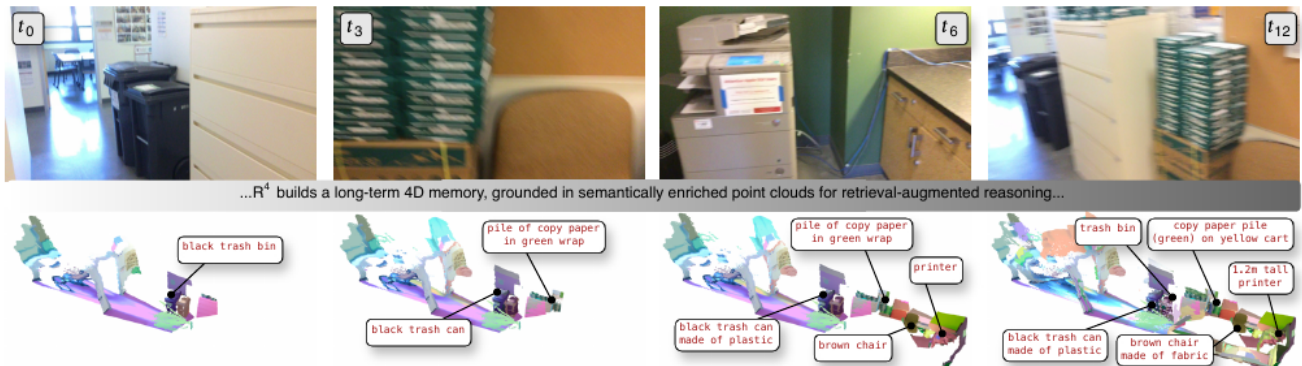 t0
t3
t6
t12
...R4 builds a long-term 4D memory, grounded in semantically enriched point clouds for retrieval-augmented reasoning...
black trash bin
pile of copy paper
in green wrap
black trash can
pile of copy paper
in green wrap
printer
black trash can
made of plastic
brown chair
trash bin
copy paper pile
(green) on yellow cart
1.2m tall
printer
black trash can
made of plastic
brown chair
made of fabric